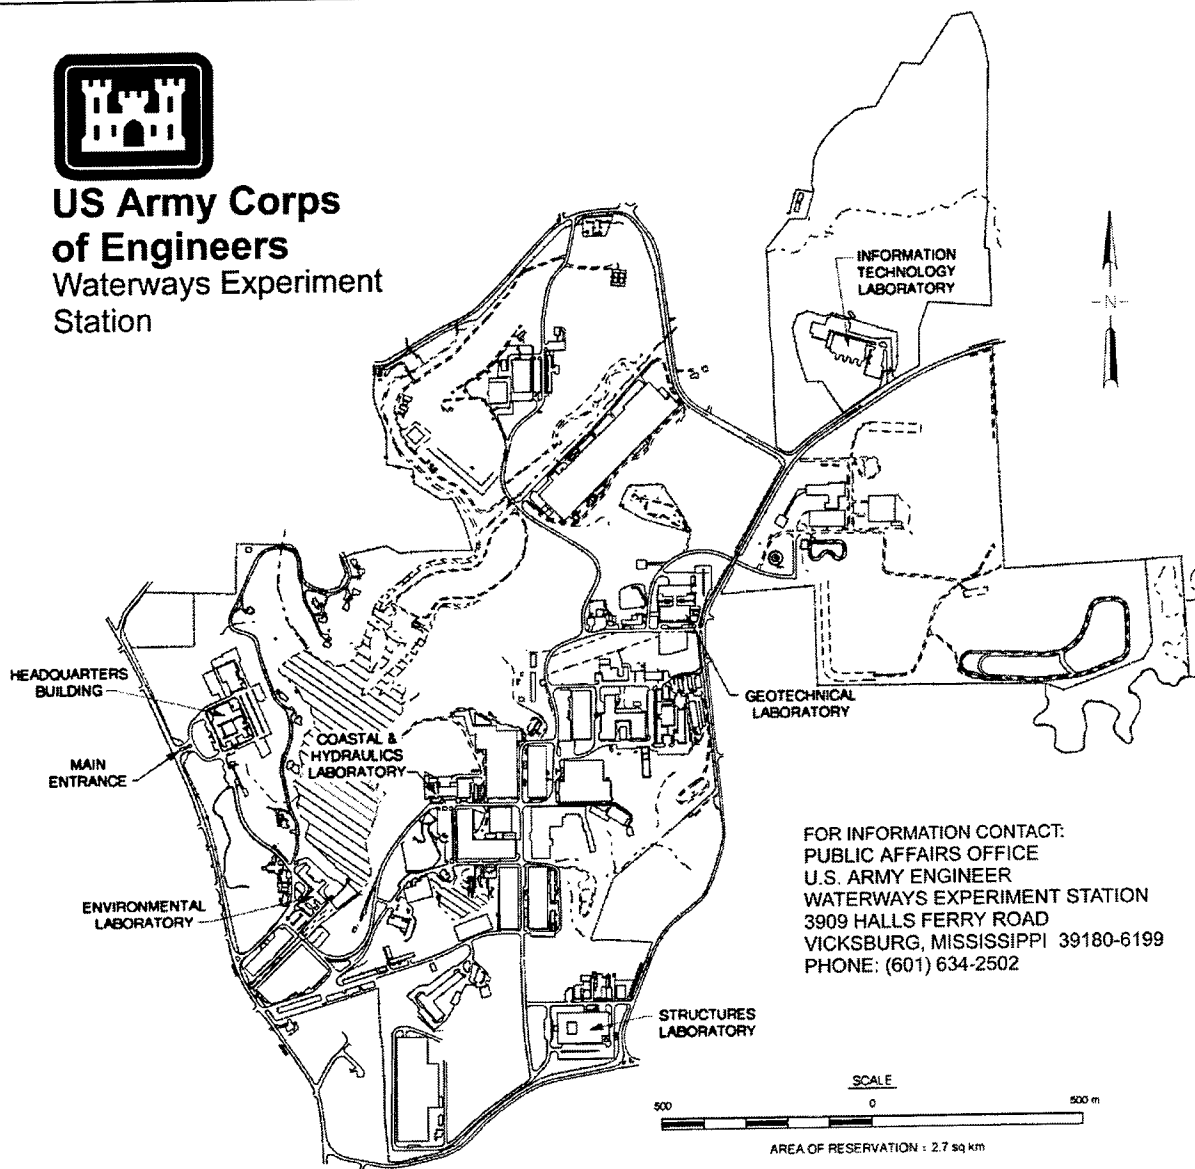 US Army Corps
of Engineers
Waterways Experiment
Station
INFORMATION
TECHNOLOGY
LABORATORY
-N-
HEADQUARTERS
BUILDING
MAIN
ENTRANCE
COASTAL &
HYDRAULICS
LABORATORY
GEOTECHNICAL
LABORATORY
ENVIRONMENTAL
LABORATORY
STRUCTURES
LABORATORY
FOR INFORMATION CONTACT:
PUBLIC AFFAIRS OFFICE
U.S. ARMY ENGINEER
WATERWAYS EXPERIMENT STATION
3909 HALLS FERRY ROAD
VICKSBURG, MISSISSIPPI 39180-6199
PHONE: (601) 634-2502
SCALE
500 0 500 m
AREA OF RESERVATION : 2.7 sq km